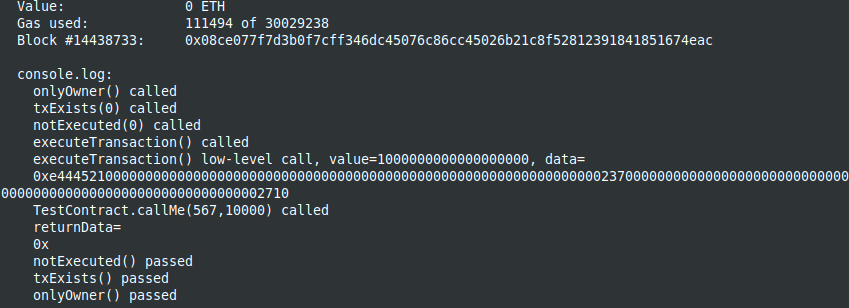 Value: 0 ETH
Gas used: 111494 of 30029238
Block #14438733: 0x08ce077f7d3b0f7cff346dc45076c86cc45026b21c8f52812391841851674eac
console.log:
onlyOwner() called
txExists(0) called
notExecuted(0) called
executeTransaction() called
executeTransaction() low-level call, value=1000000000000000000, data=
0xe444521000000000000000000000000000000000000000000000000000000000000002370000000000000000000000000000
000000000000000000000000000000002710
TestContract.callMe(567,10000) called
returnData=
0x
notExecuted() passed
txExists() passed
onlyOwner() passed